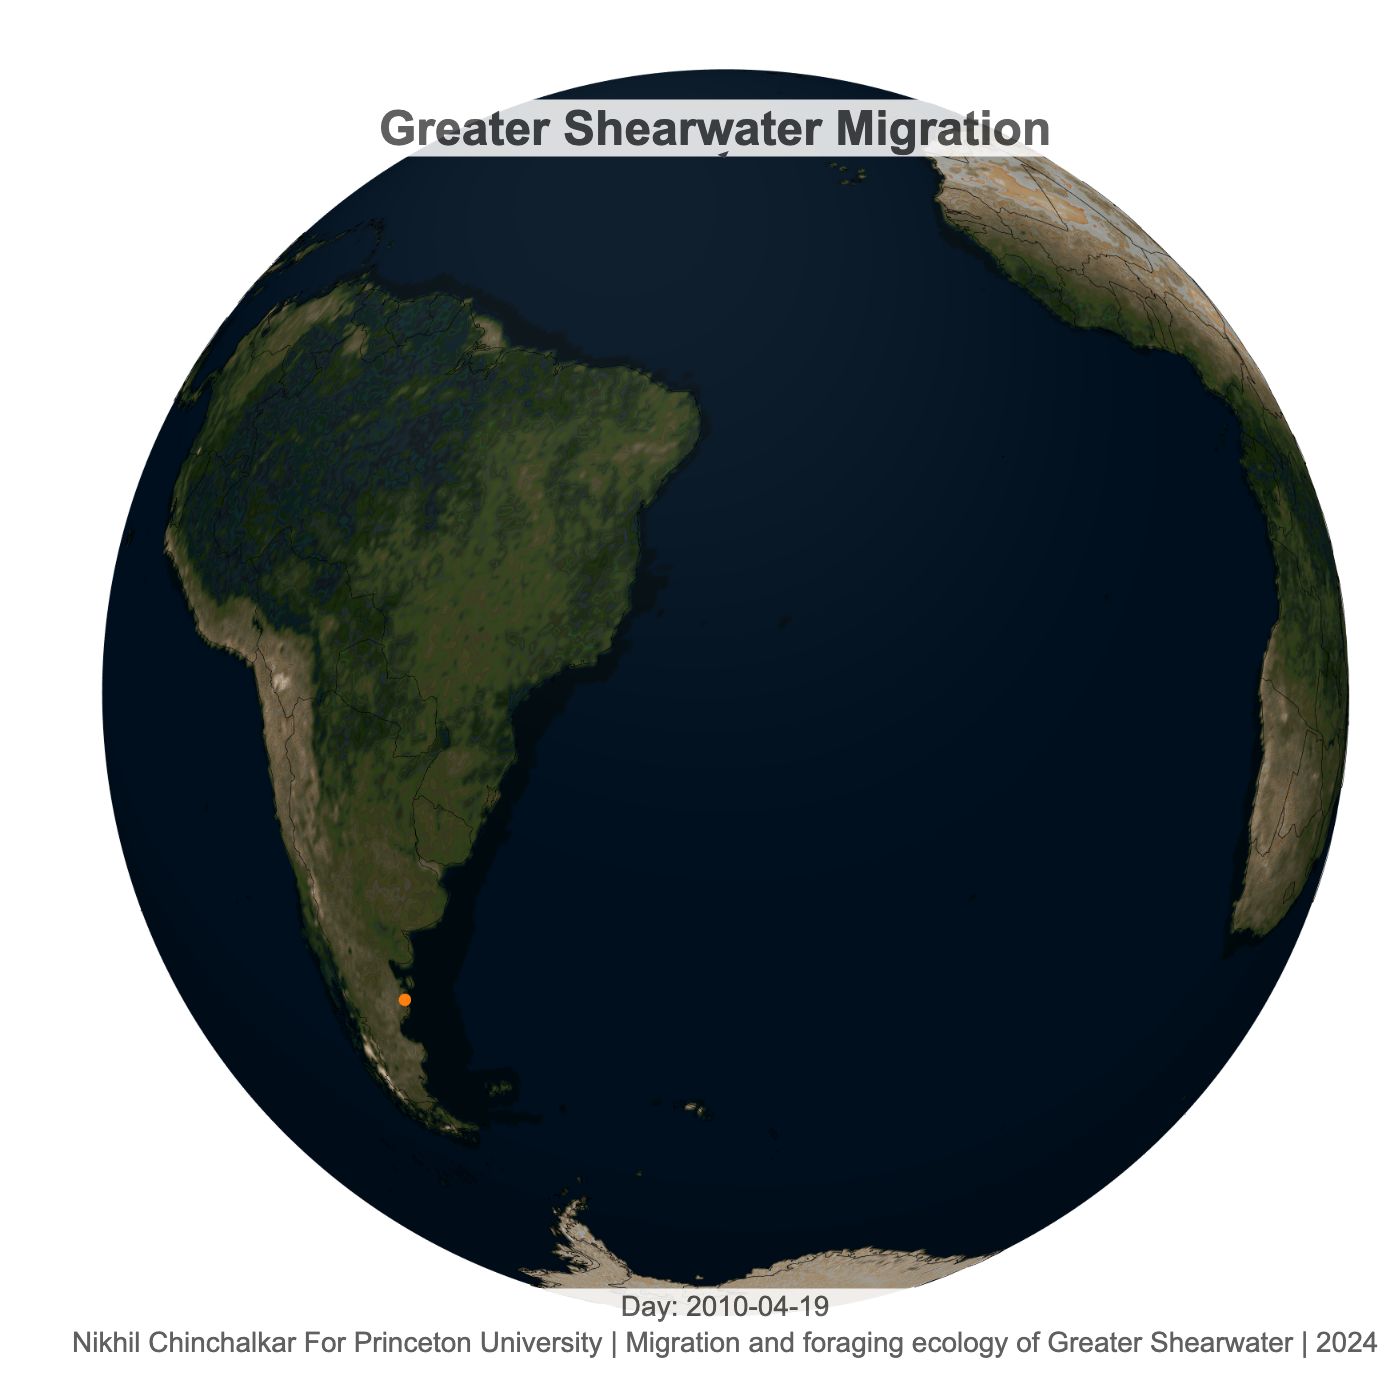 Greater Shearwater Migration
Day: 2010-04-19
Nikhil Chinchalkar For Princeton University | Migration and foraging ecology of Greater Shearwater | 2024